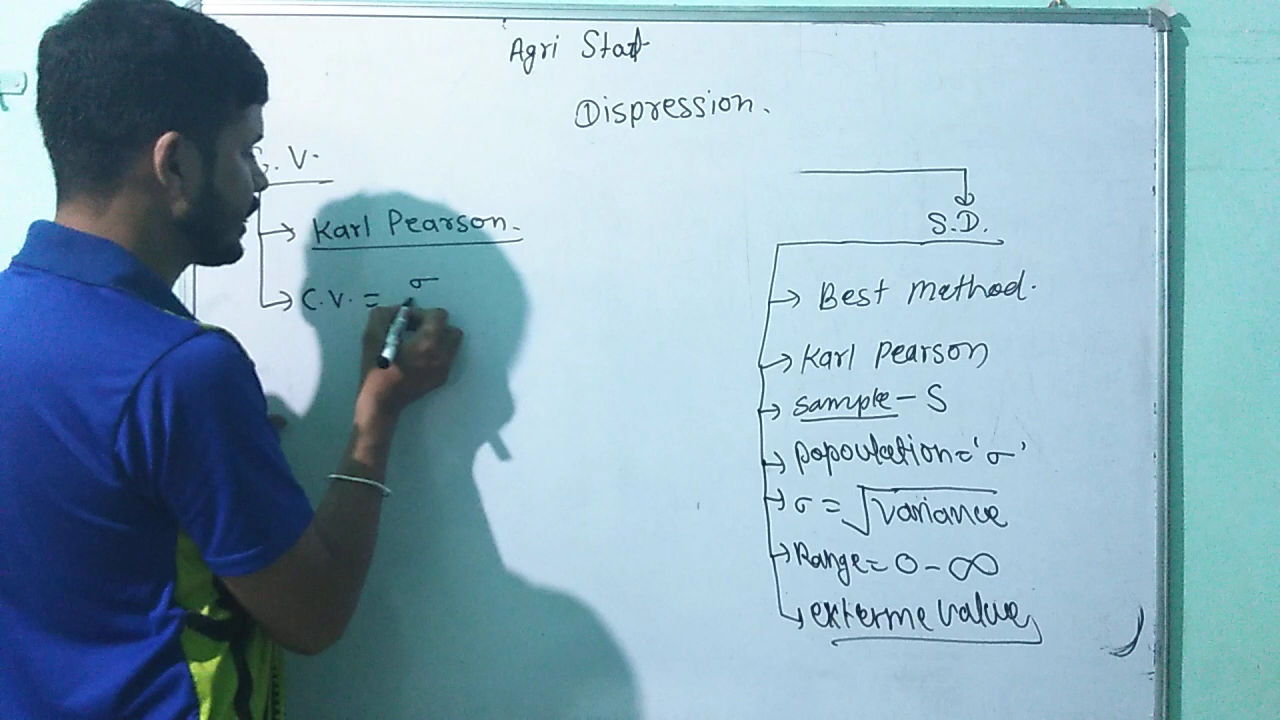 Agri Stat
Dispression.
C. V.
Karl Pearson.
C.V. = σ
S.D.
Best method.
Karl Pearson
sample - S
popoulation = 'σ'
σ = √variance
Range = 0 - ∞
exterme value,